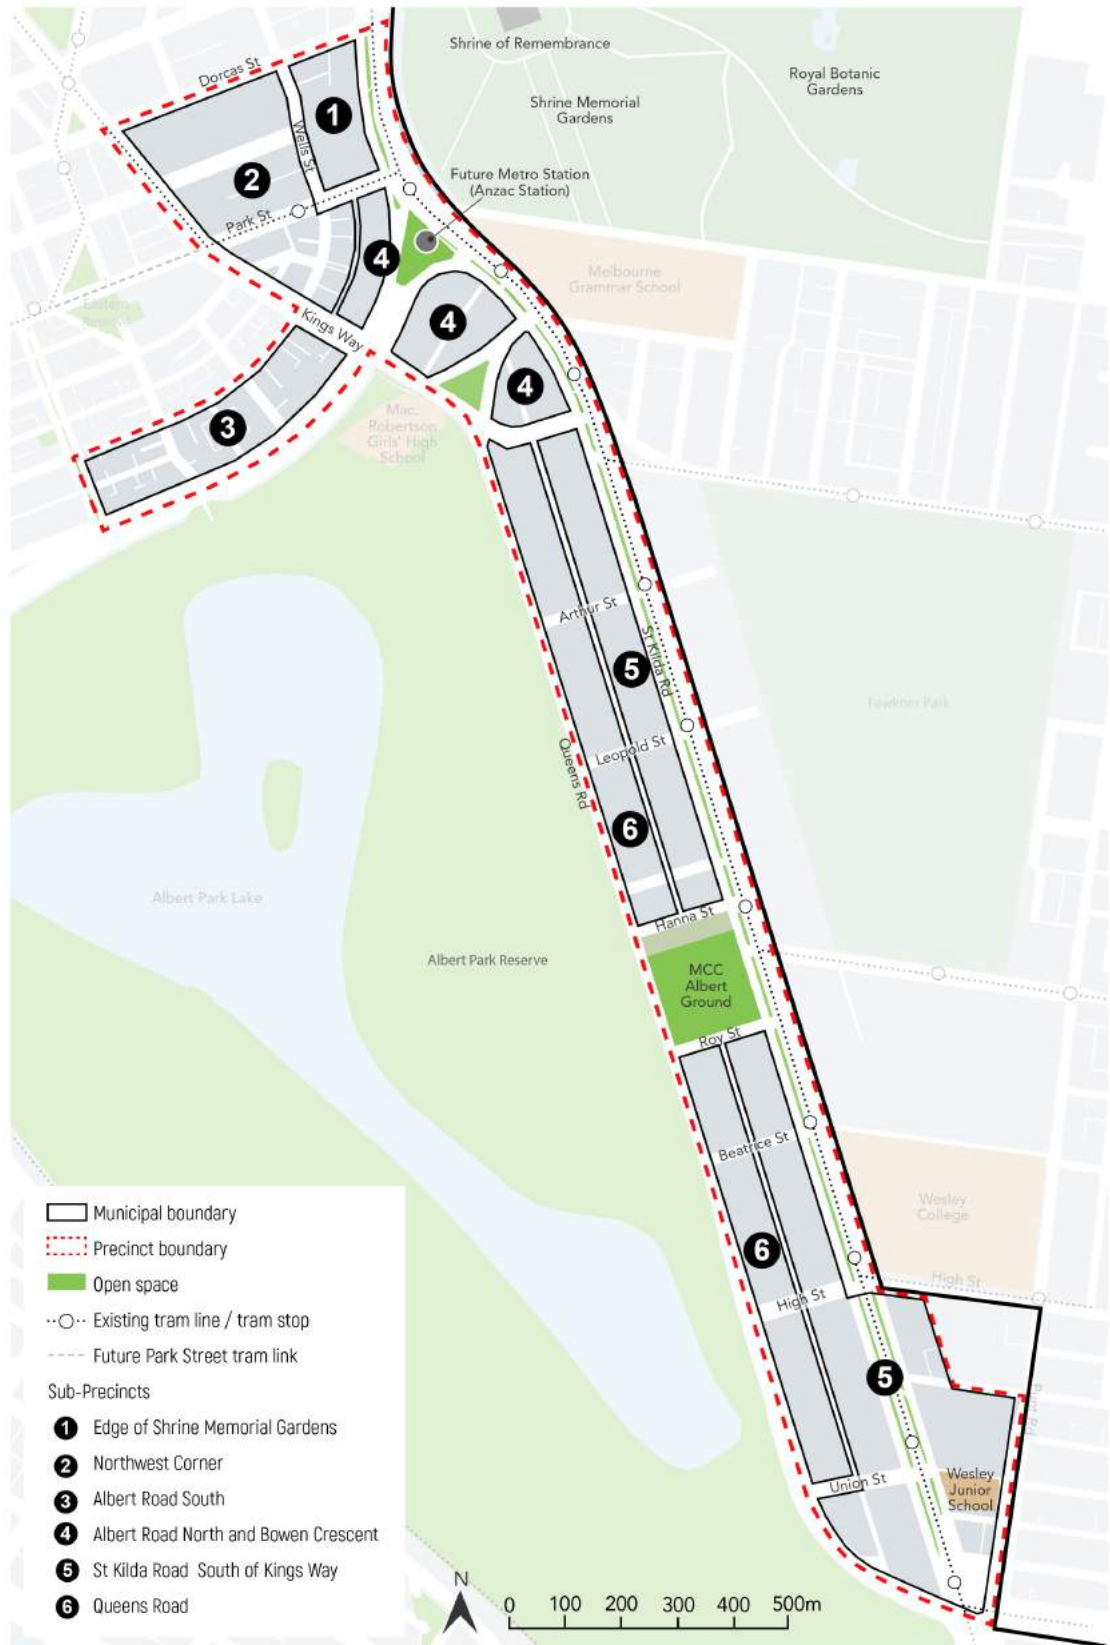 Shrine of Remembrance
Royal Botanic
Gardens
Dorcas St
Shrine Memorial
Gardens
1
Wells St
Future Metro Station
(Anzac Station)
2
Park St
4
Melbourne
Grammar School
Eastern
Reserve
Kings Way
4
4
3
Mac.
Robertson
Girls' High
School
Arthur St
St Kilda Rd
5
Fawkner Park
Leopold St
Queens Rd
6
Albert Park Lake
Hanna St
Albert Park Reserve
MCC
Albert
Ground
Roy St
Beatrice St
Wesley
College
6
High St
High St
5
Punt Rd
Union St
Wesley
Junior
School
Municipal boundary
Precinct boundary
Open space
Existing tram line / tram stop
Future Park Street tram link
Sub-Precincts
1 Edge of Shrine Memorial Gardens
2 Northwest Corner
3 Albert Road South
4 Albert Road North and Bowen Crescent
5 St Kilda Road South of Kings Way
6 Queens Road
N
0 100 200 300 400 500m